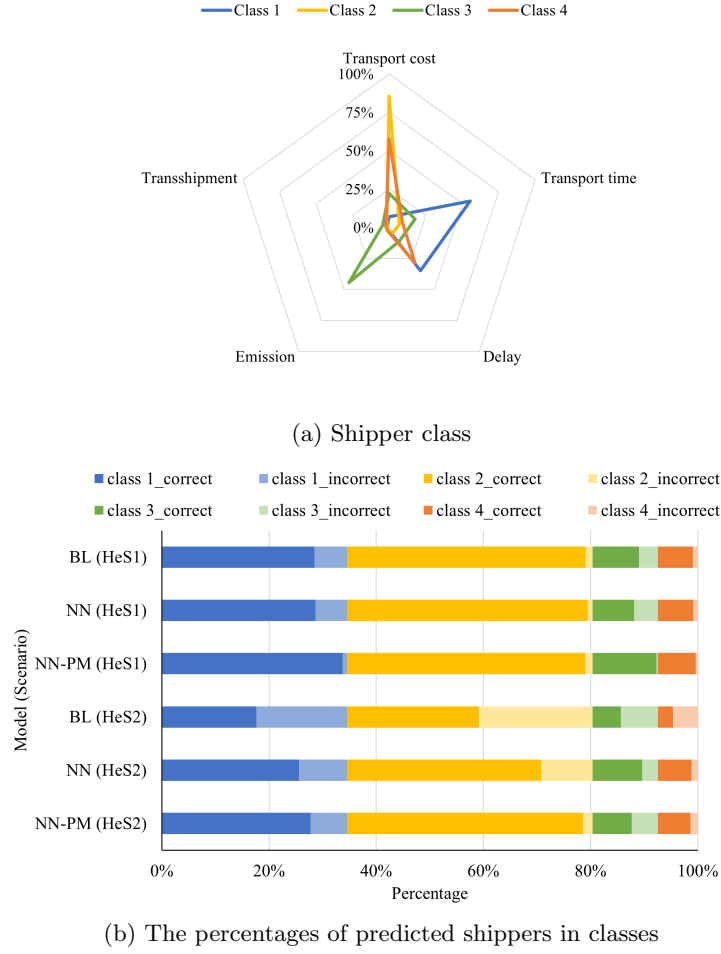 Class 1 Class 2 Class 3 Class 4
Transport cost
100%
75%
50%
25%
0%
Transshipment
Transport time
Emission
Delay
(a) Shipper class
class 1_correct class 1_incorrect class 2_correct class 2_incorrect
class 3_correct class 3_incorrect class 4_correct class 4_incorrect
Model (Scenario)
BL (HeS1)
NN (HeS1)
NN-PM (HeS1)
BL (HeS2)
NN (HeS2)
NN-PM (HeS2)
0% 20% 40% 60% 80% 100%
Percentage
(b) The percentages of predicted shippers in classes